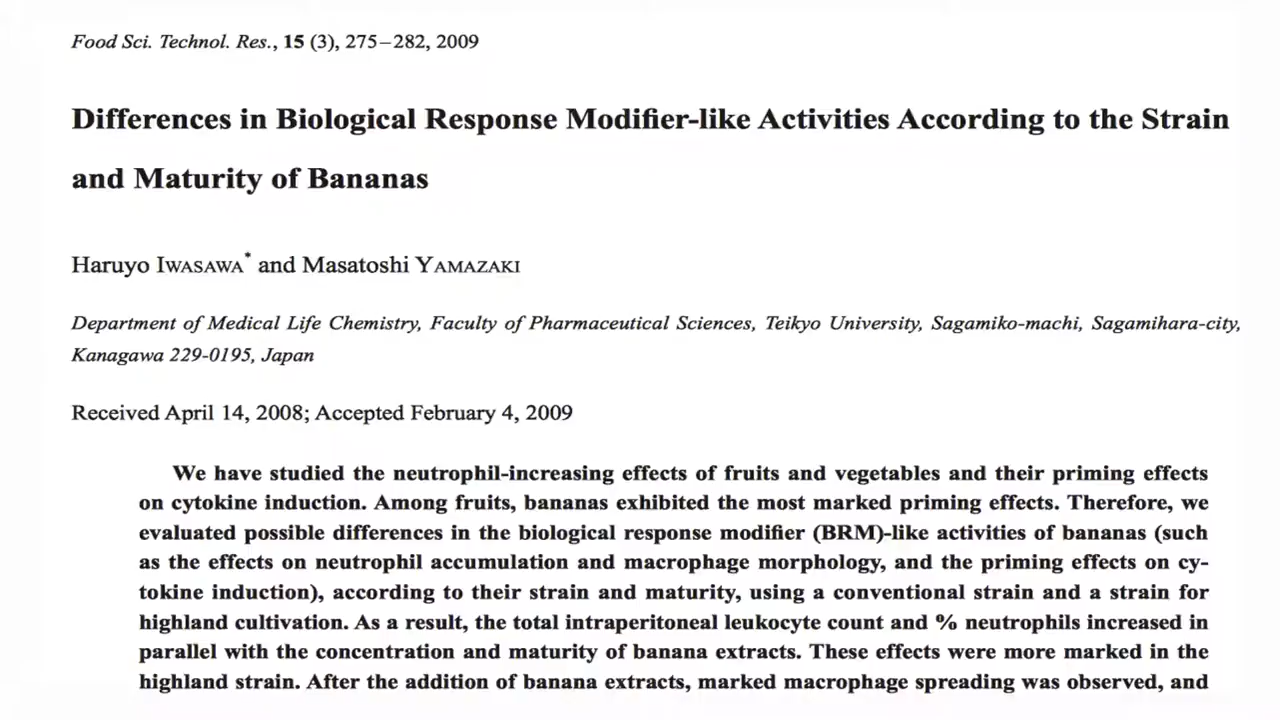 Food Sci. Technol. Res., 15 (3), 275–282, 2009
Differences in Biological Response Modifier-like Activities According to the Strain
and Maturity of Bananas
Haruyo IWASAWA* and Masatoshi YAMAZAKI
Department of Medical Life Chemistry, Faculty of Pharmaceutical Sciences, Teikyo University, Sagamiko-machi, Sagamihara-city,
Kanagawa 229-0195, Japan
Received April 14, 2008; Accepted February 4, 2009
We have studied the neutrophil-increasing effects of fruits and vegetables and their priming effects
on cytokine induction. Among fruits, bananas exhibited the most marked priming effects. Therefore, we
evaluated possible differences in the biological response modifier (BRM)-like activities of bananas (such
as the effects on neutrophil accumulation and macrophage morphology, and the priming effects on cy-
tokine induction), according to their strain and maturity, using a conventional strain and a strain for
highland cultivation. As a result, the total intraperitoneal leukocyte count and % neutrophils increased in
parallel with the concentration and maturity of banana extracts. These effects were more marked in the
highland strain. After the addition of banana extracts, marked macrophage spreading was observed, and